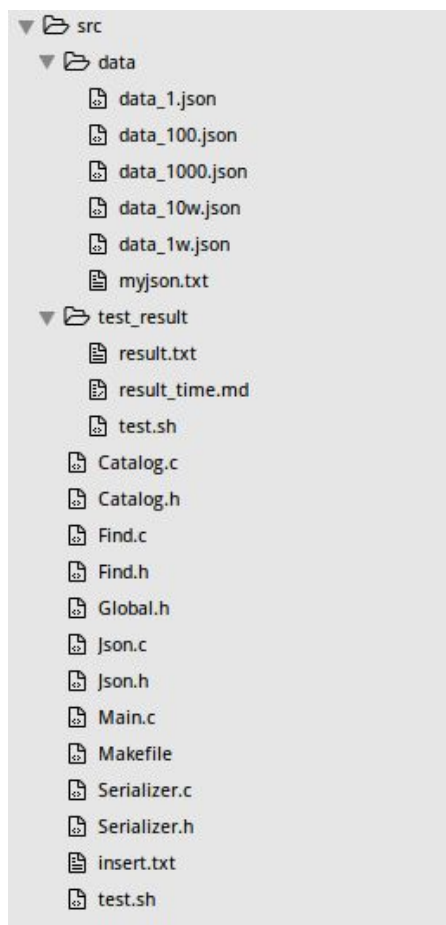 src
data
data_1.json
data_100.json
data_1000.json
data_10w.json
data_1w.json
myjson.txt
test_result
result.txt
result_time.md
test.sh
Catalog.c
Catalog.h
Find.c
Find.h
Global.h
Json.c
Json.h
Main.c
Makefile
Serializer.c
Serializer.h
insert.txt
test.sh